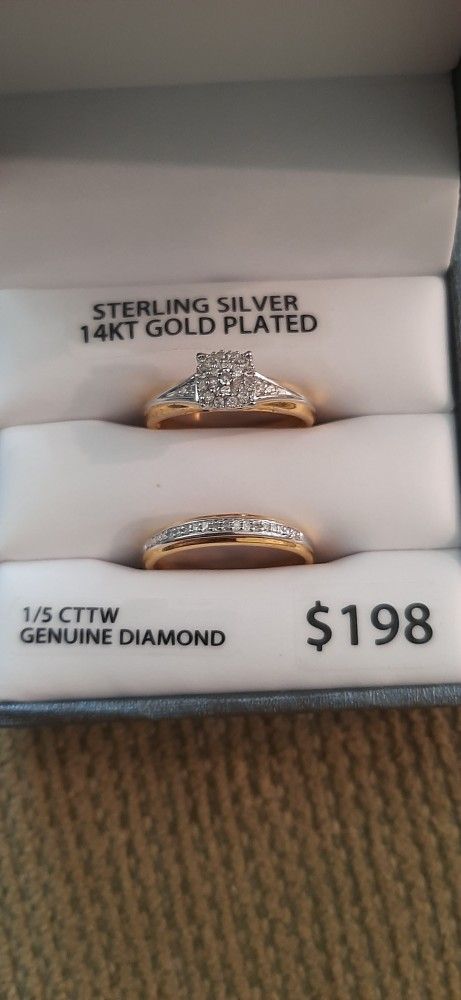 STERLING SILVER
14KT GOLD PLATED
1/5 CTTW
GENUINE DIAMOND
$198